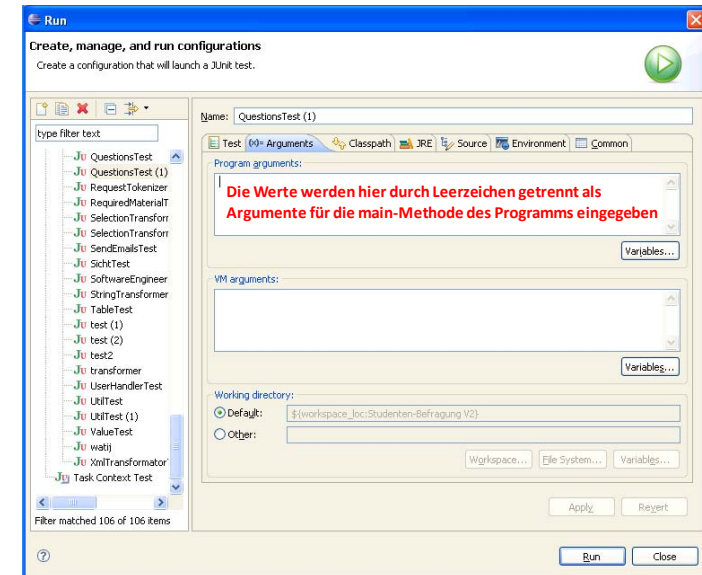 Run
Create, manage, and run configurations
Create a configuration that will launch a JUnit test.
type filter text
QuestionsTest
QuestionsTest (1)
RequestTokenizer
RequiredMaterialT
SelectionTransforr
SelectionTransforr
SendEmailsTest
SichtTest
SoftwareEngineer
StringTransformer
TableTest
test (1)
test (2)
test2
transformer
UserHandlerTest
UtilTest
UtilTest (1)
ValueTest
watij
XmlTransformator
Task Context Test
Filter matched 106 of 106 items
Name: QuestionsTest (1)
Test (x)= Arguments Classpath JRE Source Environment Common
Program arguments:
Die Werte werden hier durch Leerzeichen getrennt als
Argumente für die main-Methode des Programms eingegeben
Variables...
VM arguments:
Variables...
Working directory:
Default: ${workspace_loc:Studenten-Befragung V2}
Other:
Workspace... File System... Variables...
Apply Revert
Run Close